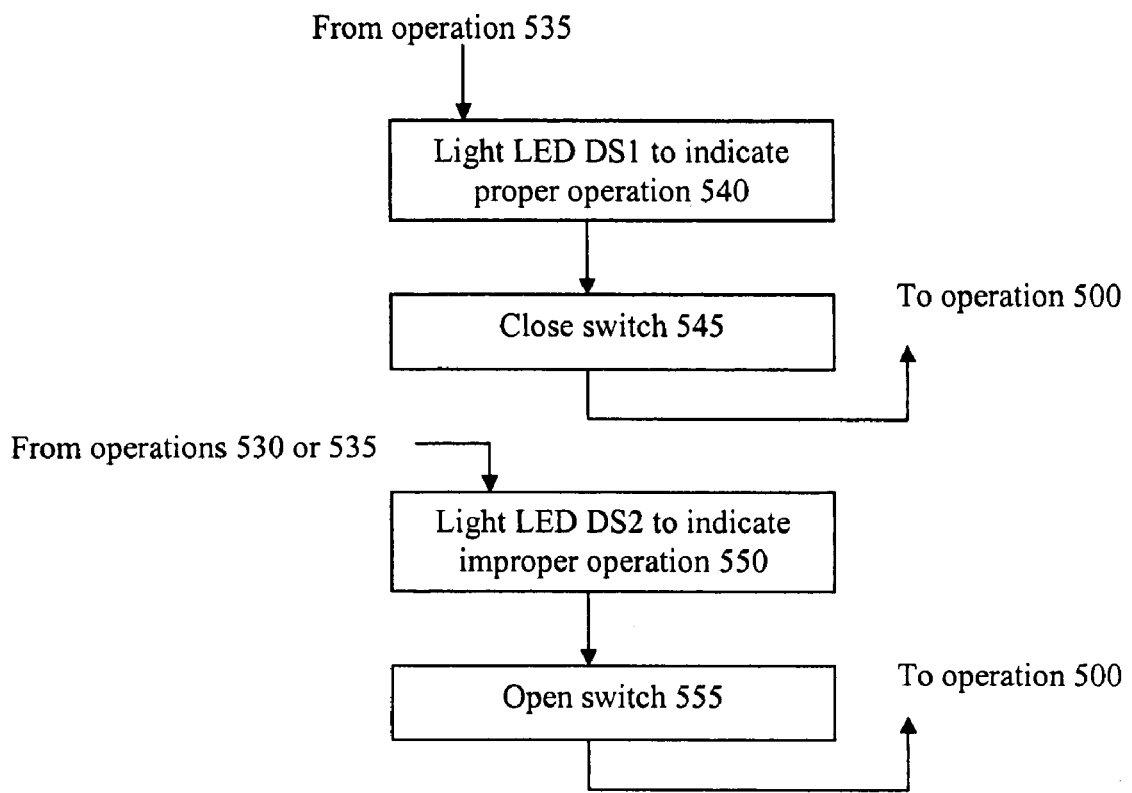 From operation 535
Light LED DS1 to indicate
proper operation 540
Close switch 545
To operation 500
From operations 530 or 535
Light LED DS2 to indicate
improper operation 550
Open switch 555
To operation 500